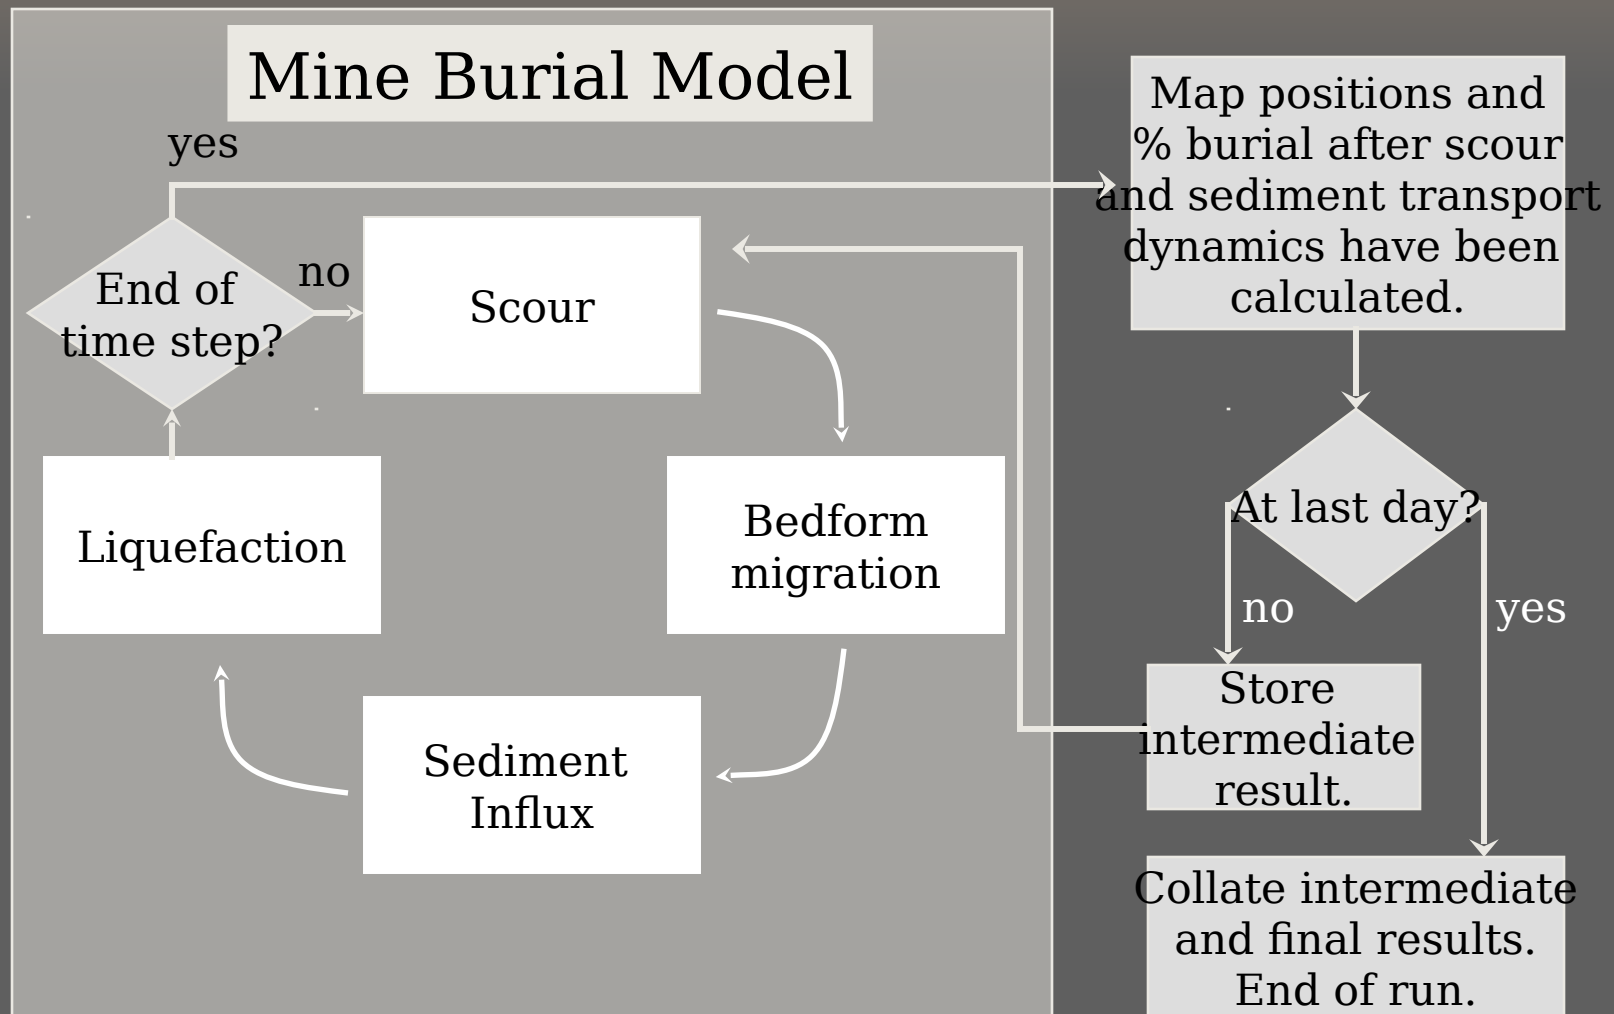 Mine Burial Model
yes
End of
time step?
no
Scour
Liquefaction
Bedform
migration
Sediment
Influx
Map positions and
% burial after scour
and sediment transport
dynamics have been
calculated.
At last day?
no
yes
Store
intermediate
result.
Collate intermediate
and final results.
End of run.